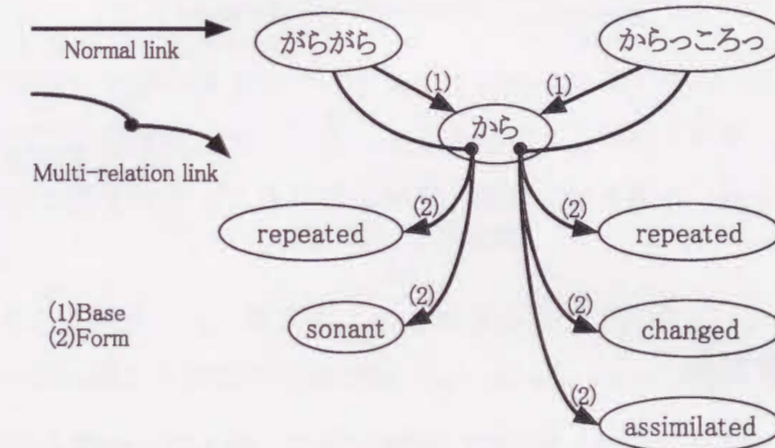 Normal link
Multi-relation link
(1)Base
(2)Form
がらがら
からっころっ
(1)
(1)
から
(2)
(2)
repeated
repeated
(2)
(2)
sonant
changed
(2)
assimilated